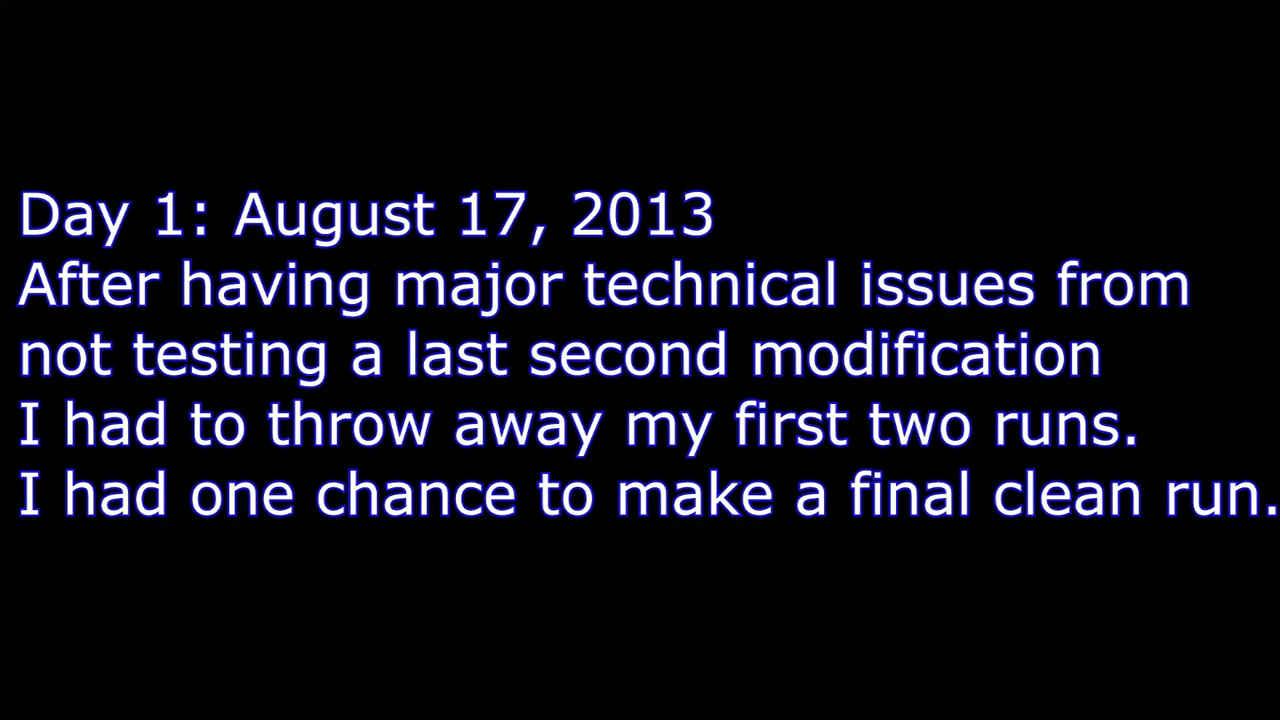 Day 1: August 17, 2013
After having major technical issues from
not testing a last second modification
I had to throw away my first two runs.
I had one chance to make a final clean run.